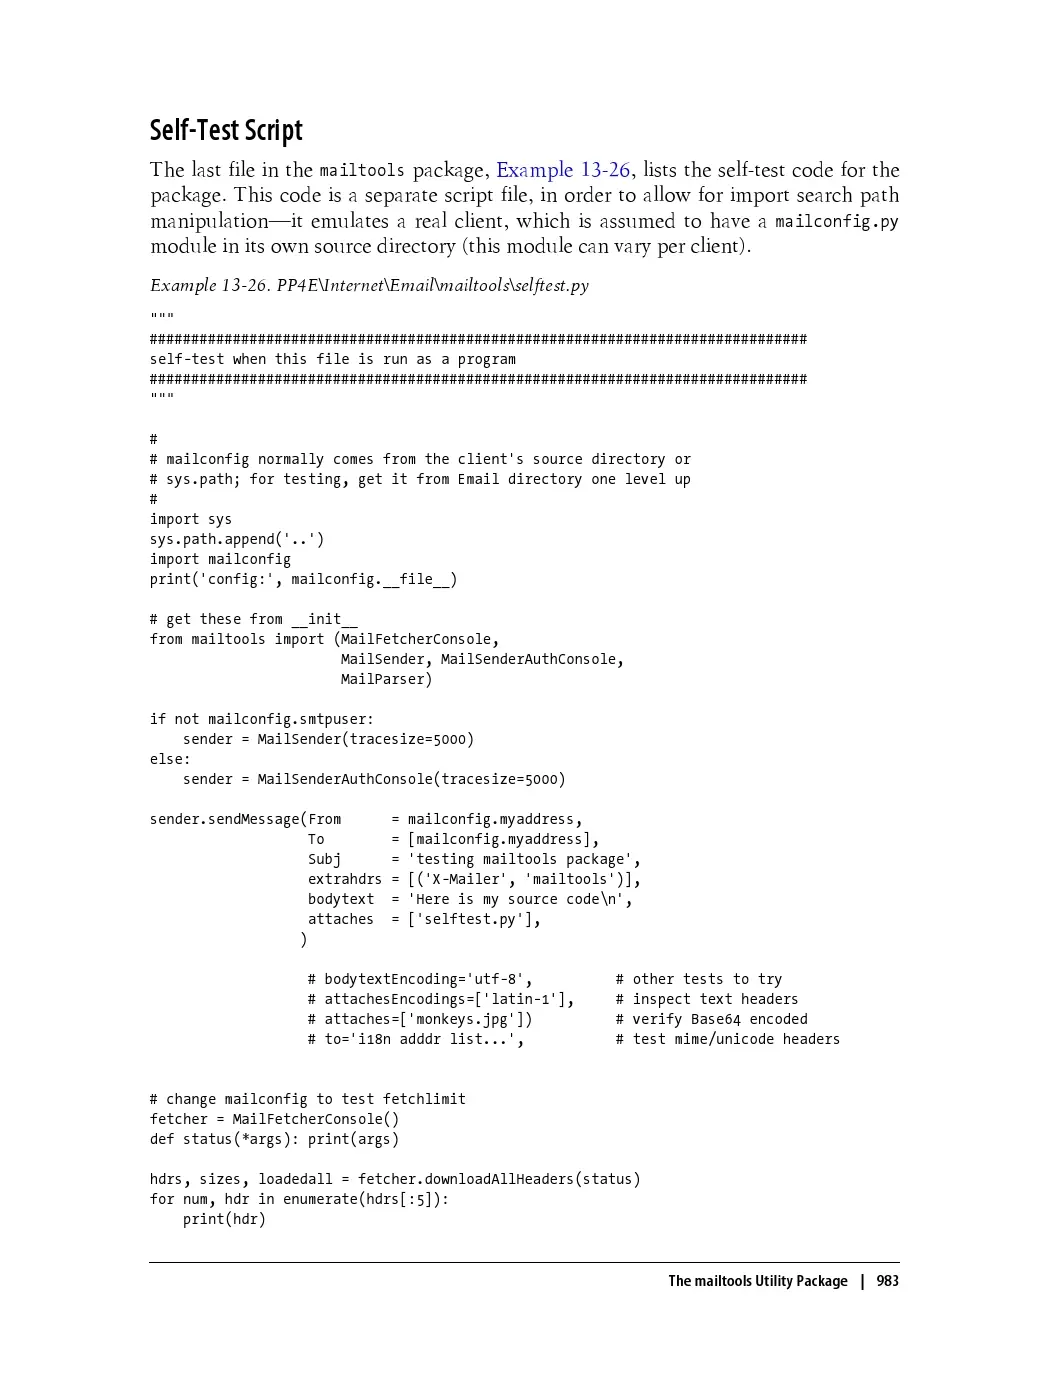 Self-Test Script
The last file in the mailtools package, Example 13-26, lists the self-test code for the
package. This code is a separate script file, in order to allow for import search path
manipulation—it emulates a real client, which is assumed to have a mailconfig.py
module in its own source directory (this module can vary per client).
Example 13-26. PP4E\Internet\Email\mailtools\selftest.py
"""
###############################################################################
self-test when this file is run as a program
###############################################################################
"""
#
# mailconfig normally comes from the client's source directory or
# sys.path; for testing, get it from Email directory one level up
#
import sys
sys.path.append('..')
import mailconfig
print('config:', mailconfig.__file__)
# get these from __init__
from mailtools import (MailFetcherConsole,
                       MailSender, MailSenderAuthConsole,
                       MailParser)
if not mailconfig.smtpuser:
    sender = MailSender(tracesize=5000)
else:
    sender = MailSenderAuthConsole(tracesize=5000)
sender.sendMessage(From      = mailconfig.myaddress,
                   To        = [mailconfig.myaddress],
                   Subj      = 'testing mailtools package',
                   extrahdrs = [('X-Mailer', 'mailtools')],
                   bodytext  = 'Here is my source code\n',
                   attaches  = ['selftest.py'],
                  )
                   # bodytextEncoding='utf-8',          # other tests to try
                   # attachesEncodings=['latin-1'],     # inspect text headers
                   # attaches=['monkeys.jpg'])          # verify Base64 encoded
                   # to='i18n adddr list...',           # test mime/unicode headers
# change mailconfig to test fetchlimit
fetcher = MailFetcherConsole()
def status(*args): print(args)
hdrs, sizes, loadedall = fetcher.downloadAllHeaders(status)
for num, hdr in enumerate(hdrs[:5]):
    print(hdr)
The mailtools Utility Package | 983